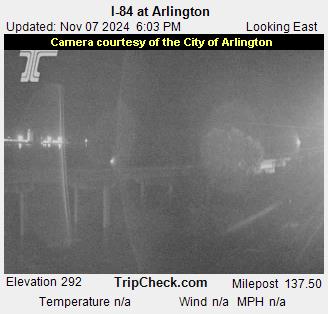 I-84 at Arlington
Updated: Nov 07 2024 6:03 PM Looking East
Camera courtesy of the City of Arlington
Elevation 292 TripCheck.com Milepost 137.50
Temperature n/a Wind n/a MPH n/a